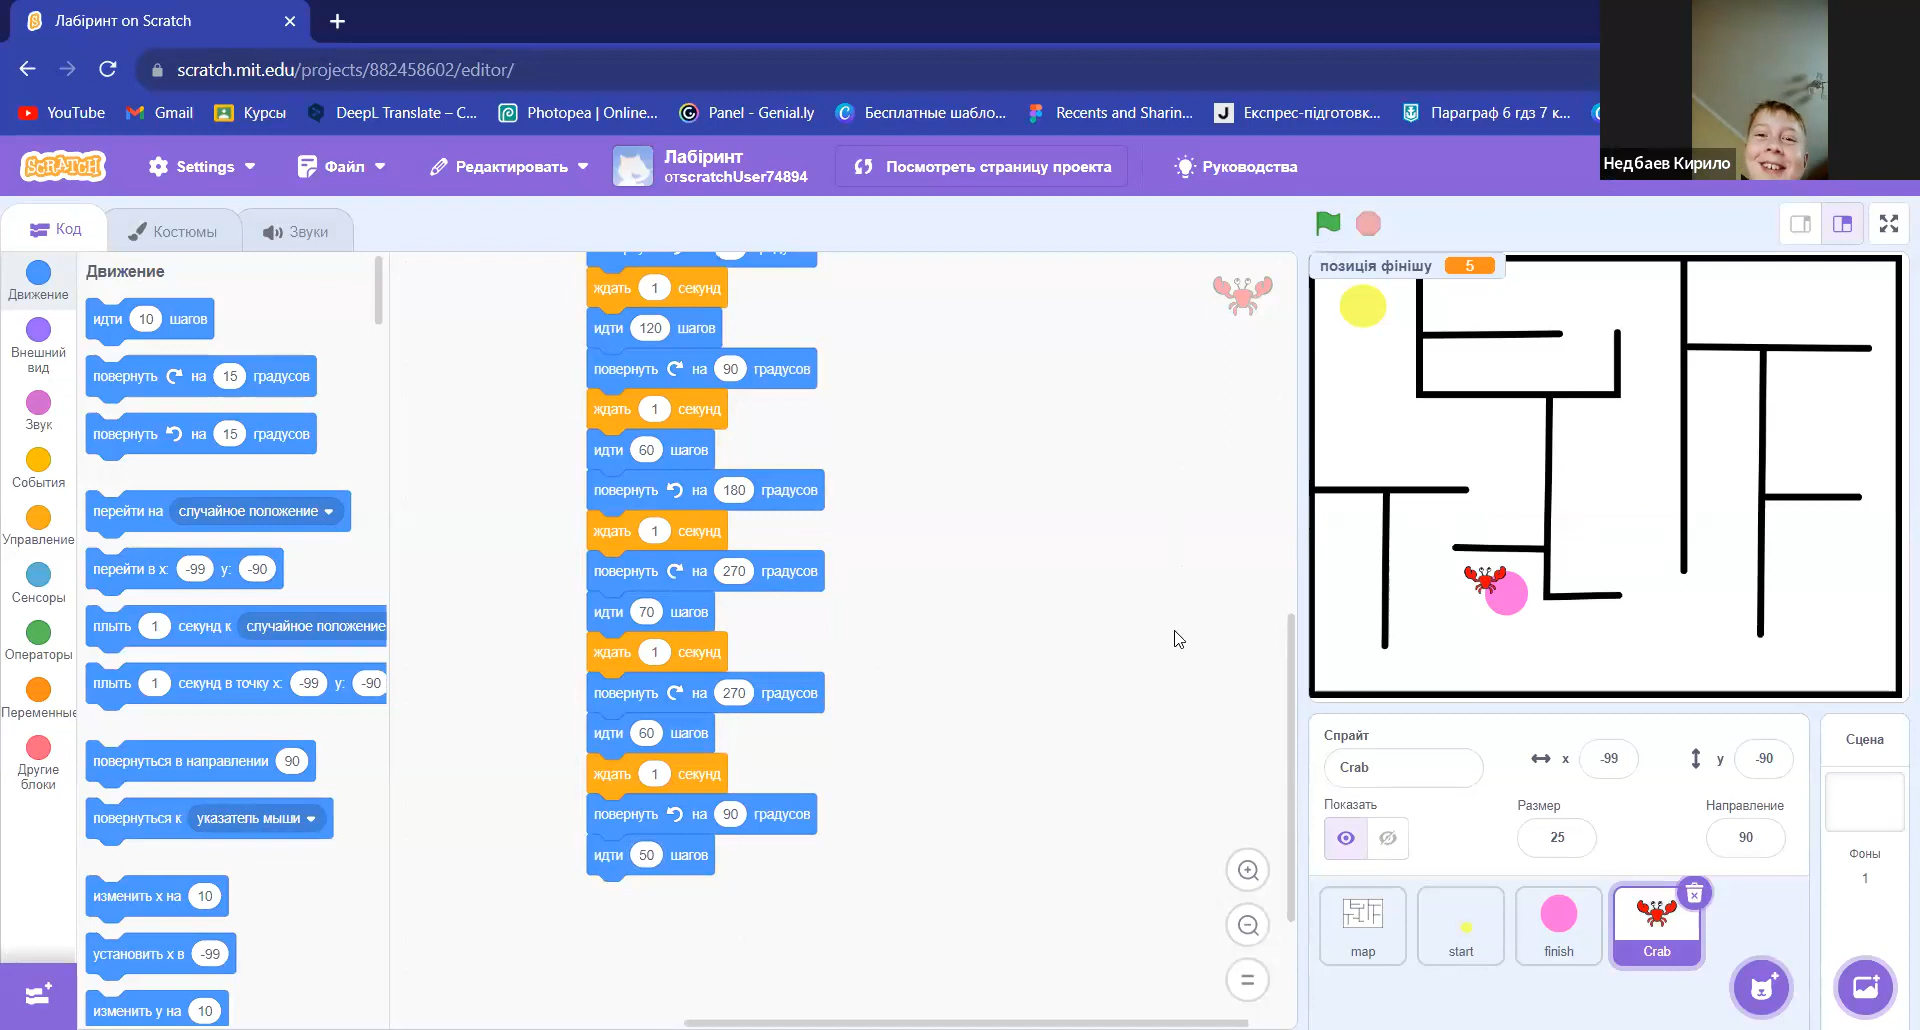 Лабіринт on Scratch
scratch.mit.edu/projects/882458602/editor/
YouTube
Gmail
Курсы
DeepL Translate – C...
Photopea | Online...
Panel - Genial.ly
Бесплатные шабло...
Recents and Sharin...
Експрес-підготовк...
Параграф 6 гдз 7 к...
Недбаев Кирило
SCRATCH
Settings
Файл
Редактировать
Лабіринт
отscratchUser74894
Посмотреть страницу проекта
Руководства
Код
Костюмы
Звуки
Движение
Внешний
вид
Звук
События
Управление
Сенсоры
Операторы
Переменные
Другие
блоки
Движение
идти 10 шагов
повернуть на 15 градусов
повернуть на 15 градусов
перейти на случайное положение
перейти в x: -99 y: -90
плыть 1 секунд к случайное положение
плыть 1 секунд в точку x: -99 y: -90
повернуться в направлении 90
повернуться к указатель мыши
изменить x на 10
установить x в -99
изменить y на 10
ждать 1 секунд
идти 120 шагов
повернуть на 90 градусов
ждать 1 секунд
идти 60 шагов
повернуть на 180 градусов
ждать 1 секунд
повернуть на 270 градусов
идти 70 шагов
ждать 1 секунд
повернуть на 270 градусов
идти 60 шагов
ждать 1 секунд
повернуть на 90 градусов
идти 50 шагов
позиція фінішу 5
Спрайт
Crab
x -99
y -90
Показать
Размер
25
Направление
90
map
start
finish
Crab
Сцена
Фоны
1